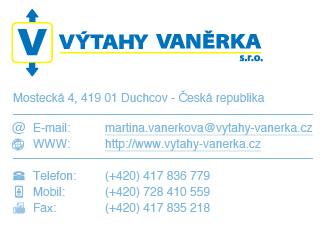 V VÝTAHY VANĚRKA
s.r.o.
Mostecká 4, 419 01 Duchcov - Česká republika
@ E-mail: martina.vanerkova@vytahy-vanerka.cz
WWW: http://www.vytahy-vanerka.cz
Telefon: (+420) 417 836 779
Mobil: (+420) 728 410 559
Fax: (+420) 417 835 218